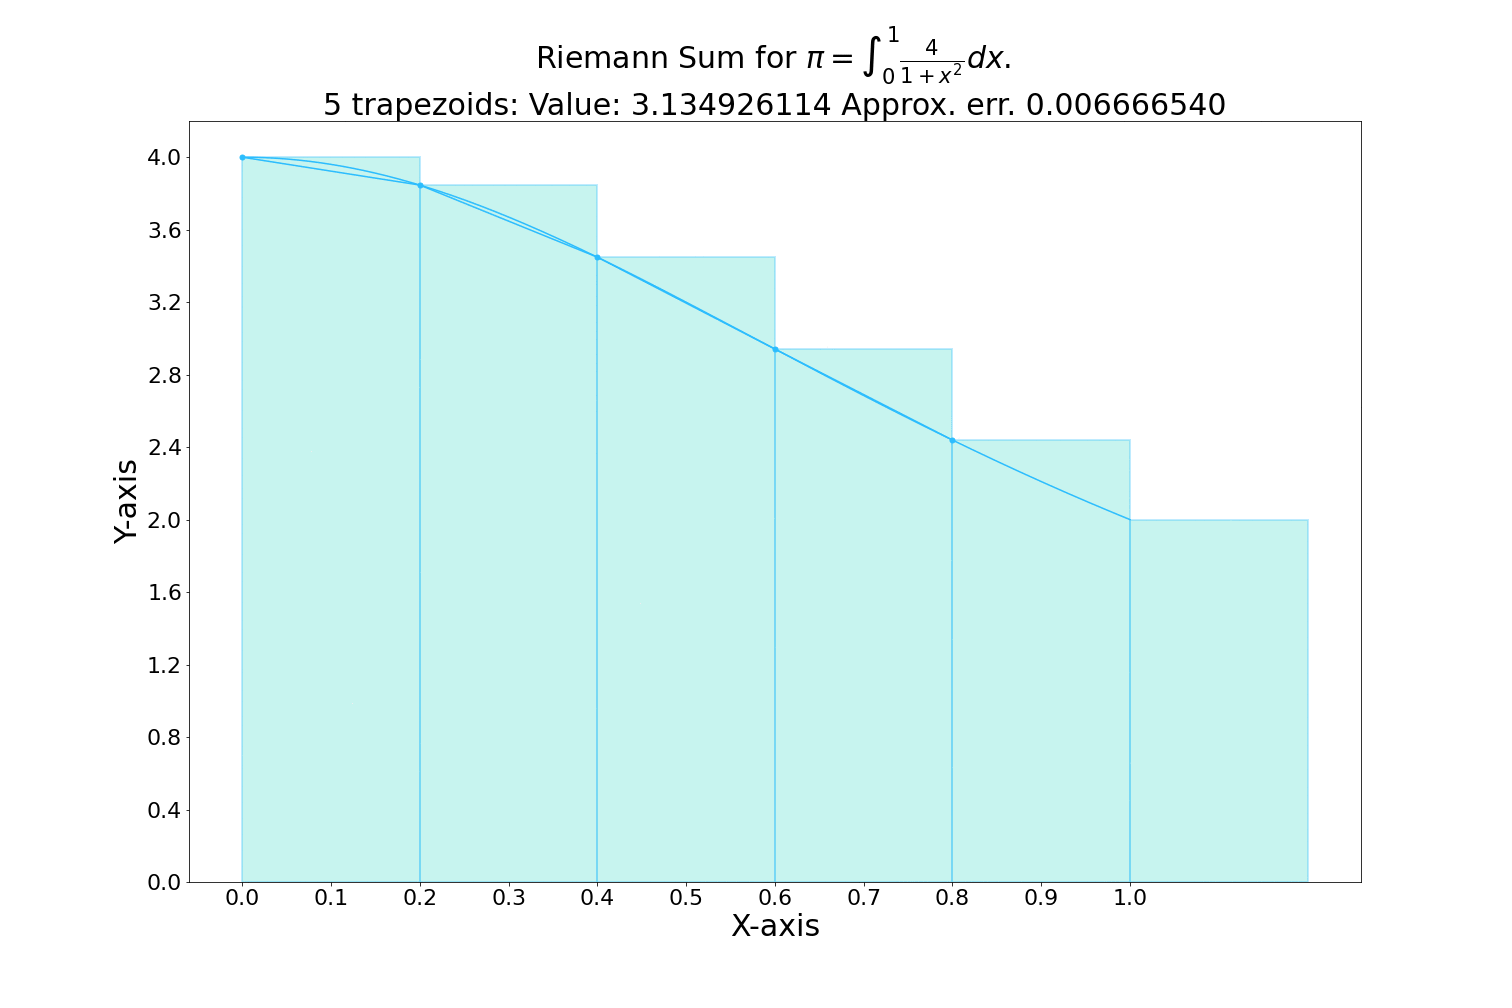 Riemann Sum for π = ∫₀¹ 4/(1+x²) dx.
5 trapezoids: Value: 3.134926114 Approx. err. 0.006666540
4.0
3.6
3.2
2.8
2.4
2.0
1.6
1.2
0.8
0.4
0.0
Y-axis
0.0 0.1 0.2 0.3 0.4 0.5 0.6 0.7 0.8 0.9 1.0
X-axis